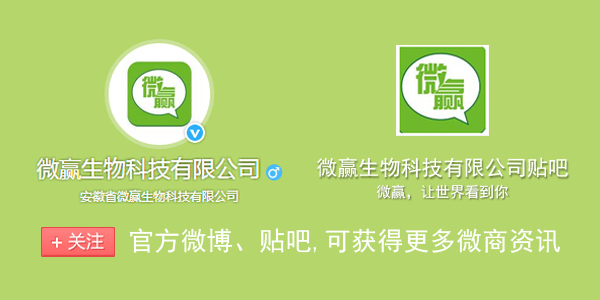 微赢
V
微赢生物科技有限公司
安徽省微赢生物科技有限公司
微赢
微赢生物科技有限公司贴吧
微赢，让世界看到你
+ 关注
官方微博、贴吧,可获得更多微商资讯